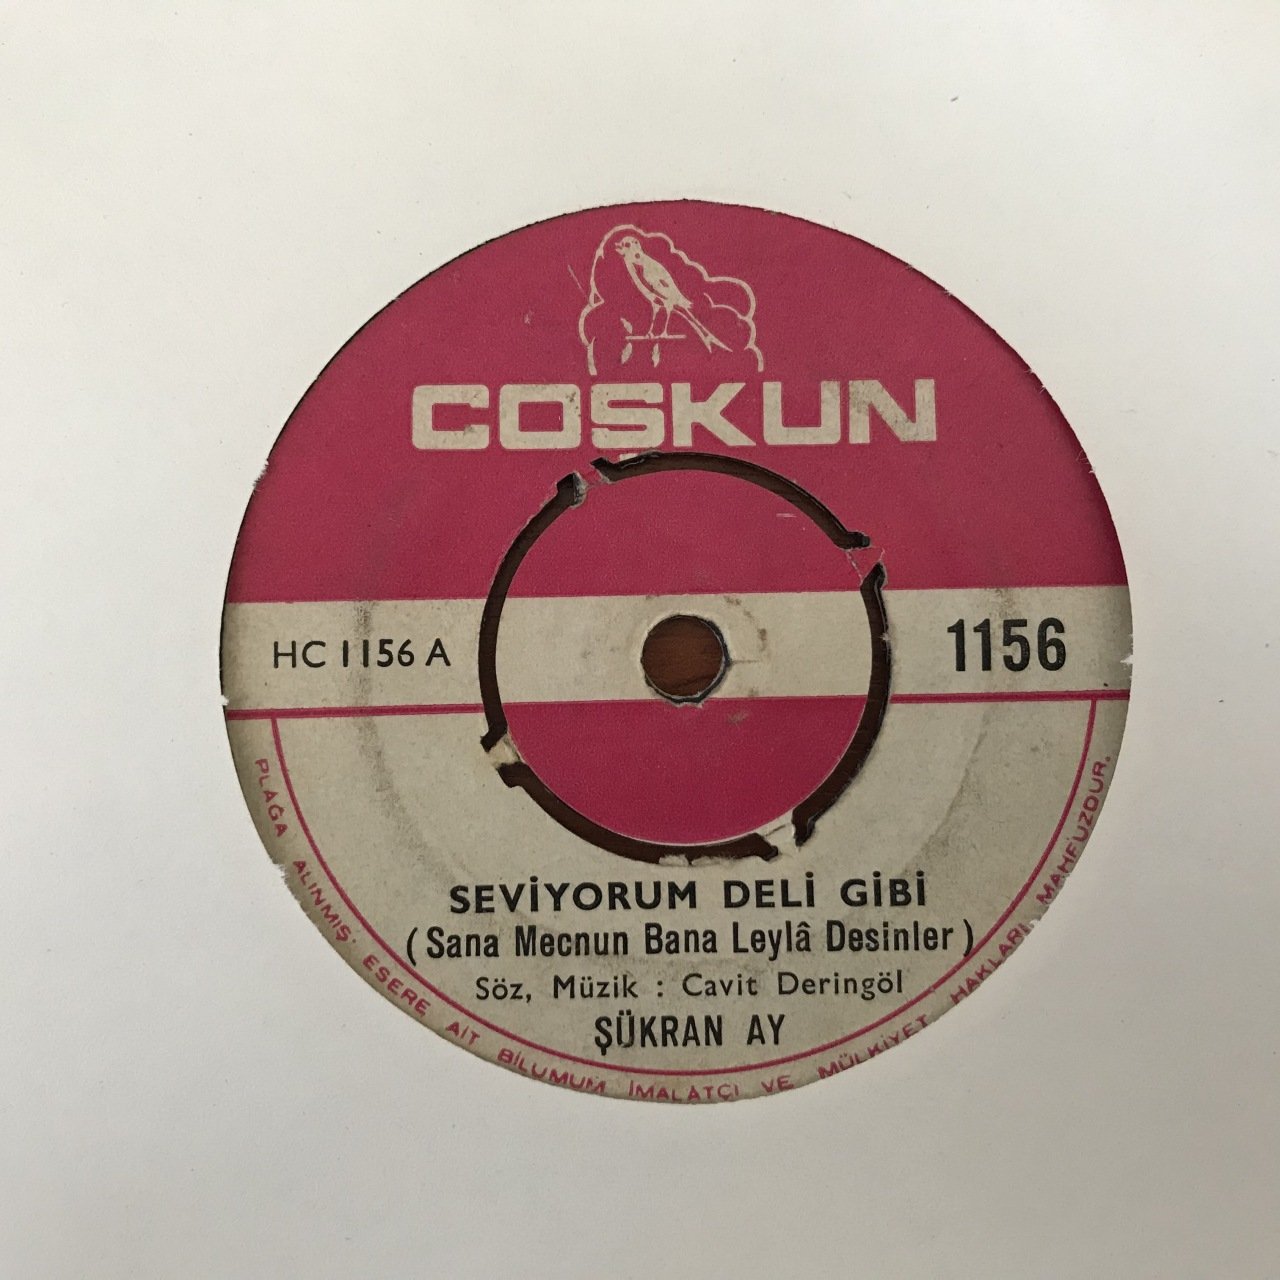 COŞKUN
HC 1156 A
1156
SEVİYORUM DELİ GİBİ
( Sana Mecnun Bana Leylâ Desinler )
Söz, Müzik : Cavit Deringöl
ŞÜKRAN AY
PLAĞA ALINMIŞ ESERE AİT BİLUMUM İMALATÇI VE MÜLKİYET HAKLARI MAHFUZDUR.